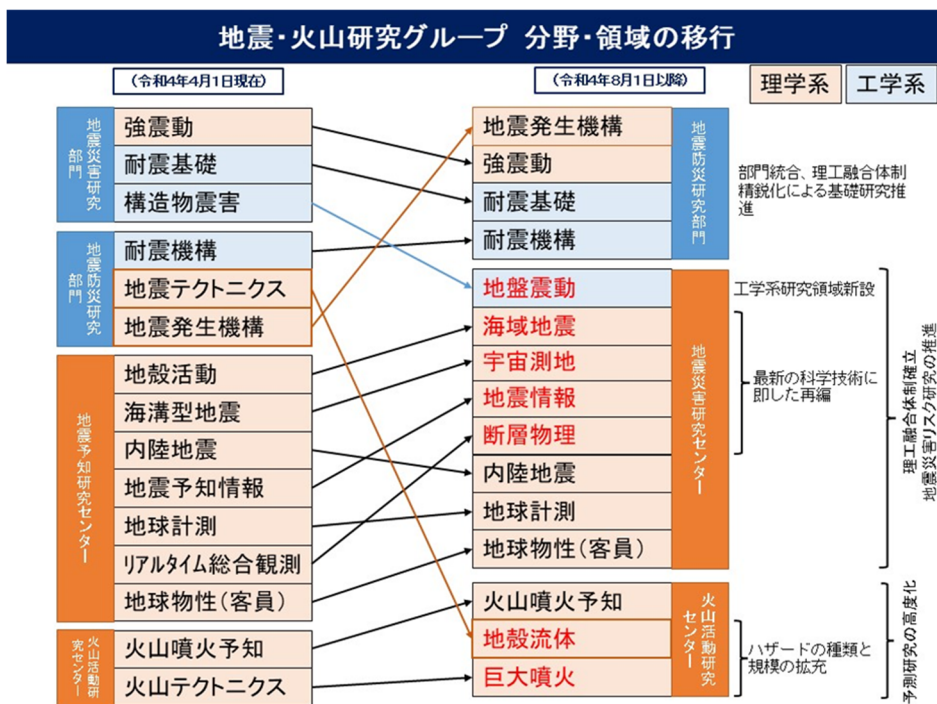 地震・火山研究グループ 分野・領域の移行
（令和4年4月1日現在）
（令和4年8月1日以降）
理学系
工学系
地震災害研究
部門
強震動
耐震基礎
構造物震害
地震防災研究
部門
耐震機構
地震テクトニクス
地震発生機構
地震予知研究センター
地殻活動
海溝型地震
内陸地震
地震予知情報
地球計測
リアルタイム総合観測
地球物性（客員）
火山活動研
究センター
火山噴火予知
火山テクトニクス
地震発生機構
強震動
耐震基礎
耐震機構
地震防災研究部門
部門統合、理工融合体制
精鋭化による基礎研究推
進
地盤震動
海域地震
宇宙測地
地震情報
断層物理
内陸地震
地球計測
地球物性（客員）
地震災害研究センター
工学系研究領域新設
最新の科学技術に
即した再編
理工融合体制確立
地震災害リスク研究の推進
火山噴火予知
地殻流体
巨大噴火
火山活動研究
センター
ハザードの種類と
規模の拡充
予測研究の高度化